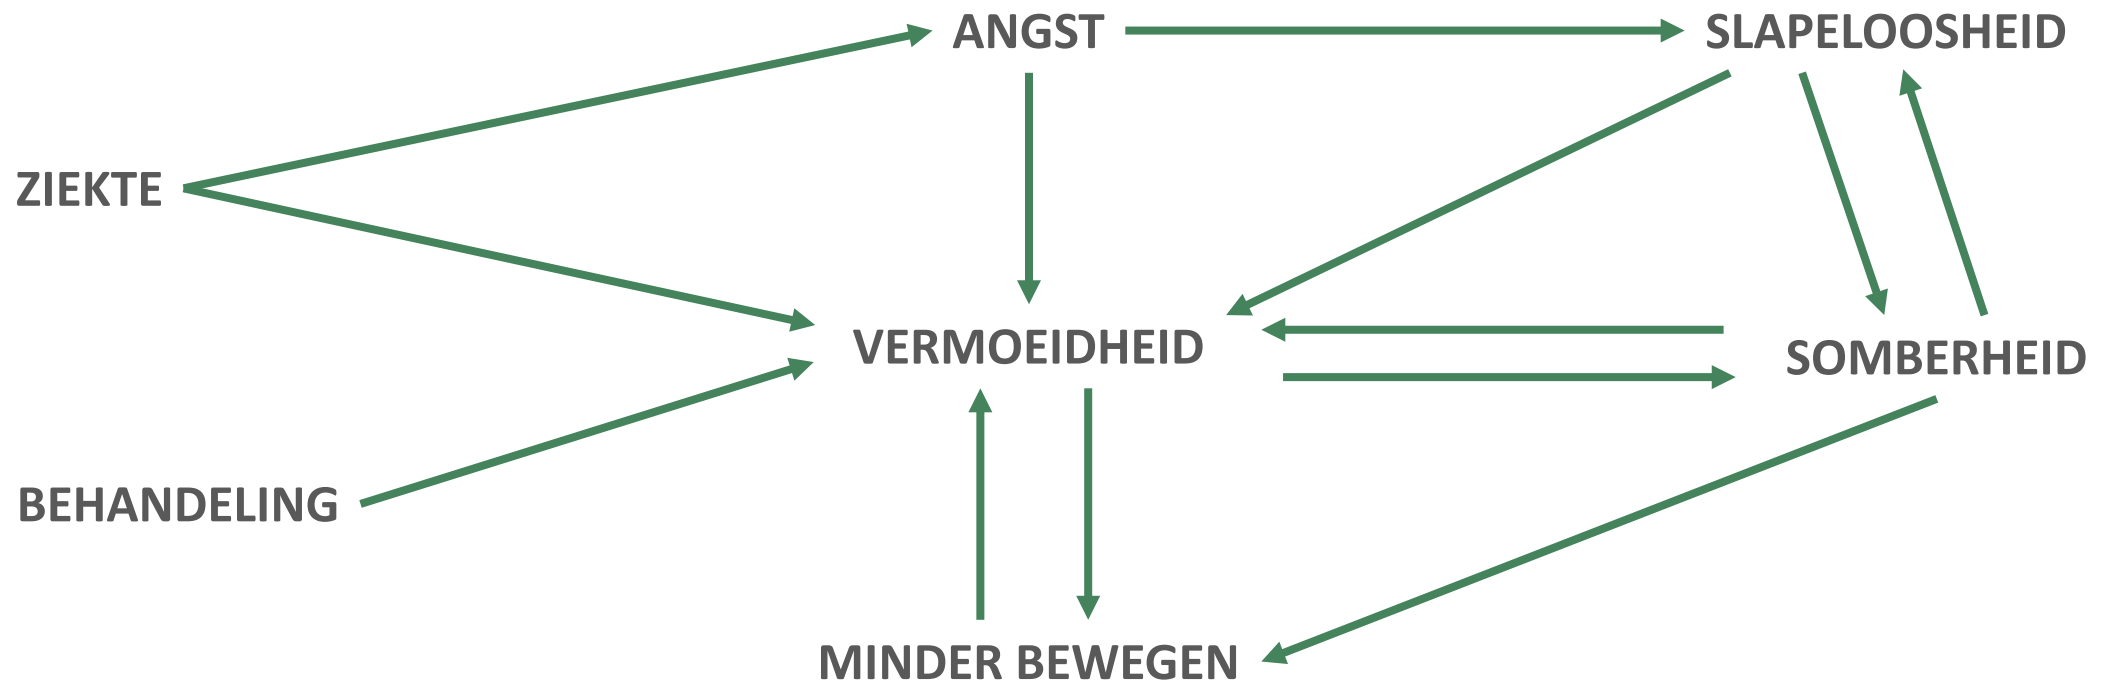 ANGST
SLAPELOOSHEID
ZIEKTE
VERMOEIDHEID
SOMBERHEID
BEHANDELING
MINDER BEWEGEN